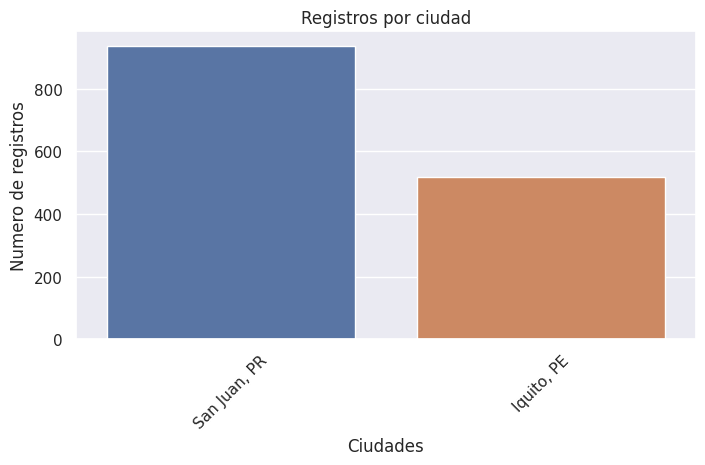 Registros por ciudad
Numero de registros
800
600
400
200
0
San Juan, PR
Iquito, PE
Ciudades